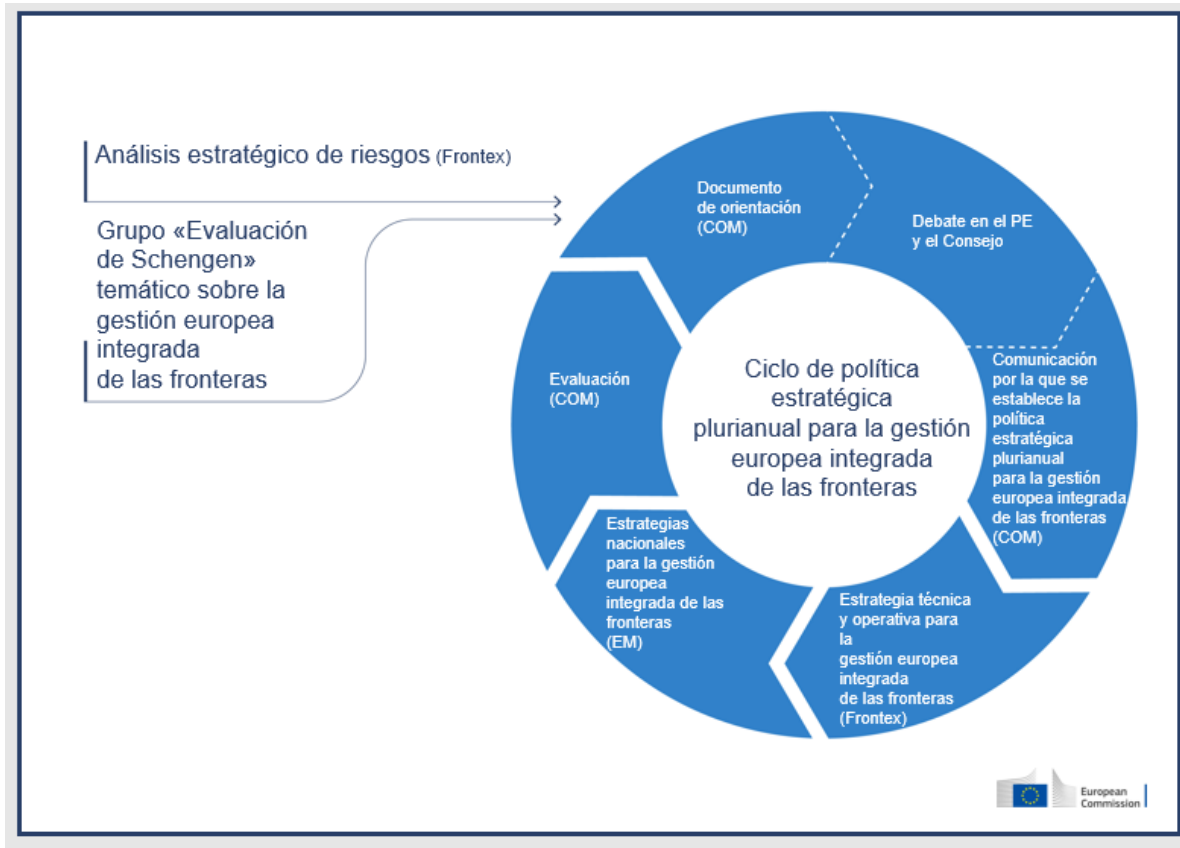 Análisis estratégico de riesgos (Frontex)
Grupo «Evaluación
de Schengen»
temático sobre la
gestión europea
integrada
de las fronteras
Documento
de orientación
(COM)
Debate en el PE
y el Consejo
Comunicación
por la que se
establece la
política
estratégica
plurianual
para la gestión
europea integrada
de las fronteras
(COM)
Estrategia técnica
y operativa para
la
gestión europea
integrada
de las fronteras
(Frontex)
Estrategias
nacionales
para la gestión
europea
integrada de las
fronteras
(EM)
Evaluación
(COM)
Ciclo de política
estratégica
plurianual para la gestión
europea integrada
de las fronteras
European
Commission